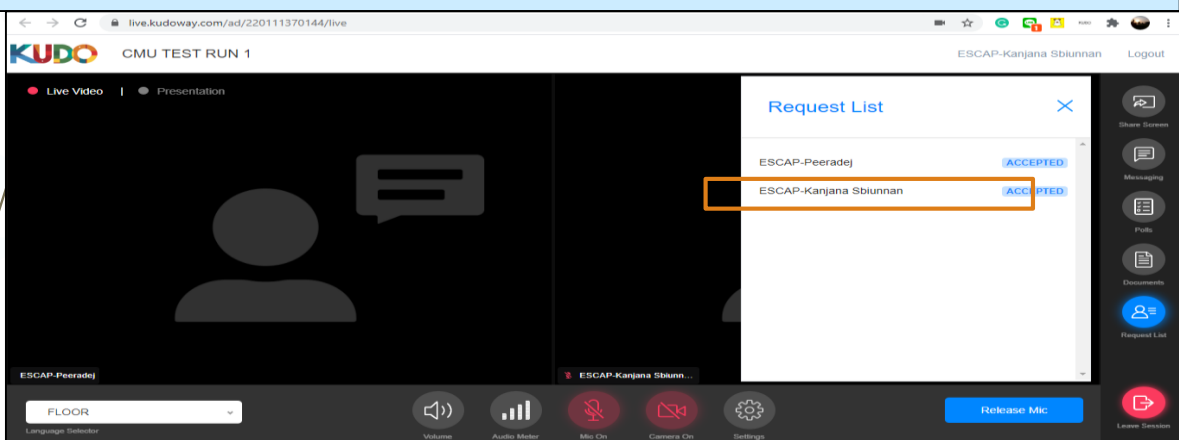 live.kudoway.com/ad/220111370144/live
KUDO CMU TEST RUN 1 ESCAP-Kanjana Sbiunnan Logout
Live Video | Presentation
Request List
Share Screen
ESCAP-Peeradej ACCEPTED
Messaging
ESCAP-Kanjana Sbiunnan ACCEPTED
Polls
Documents
Request List
ESCAP-Peeradej ESCAP-Kanjana Sbiunn...
FLOOR Release Mic
Language Selector Volume Audio Meter Mic On Camera On Settings Leave Session